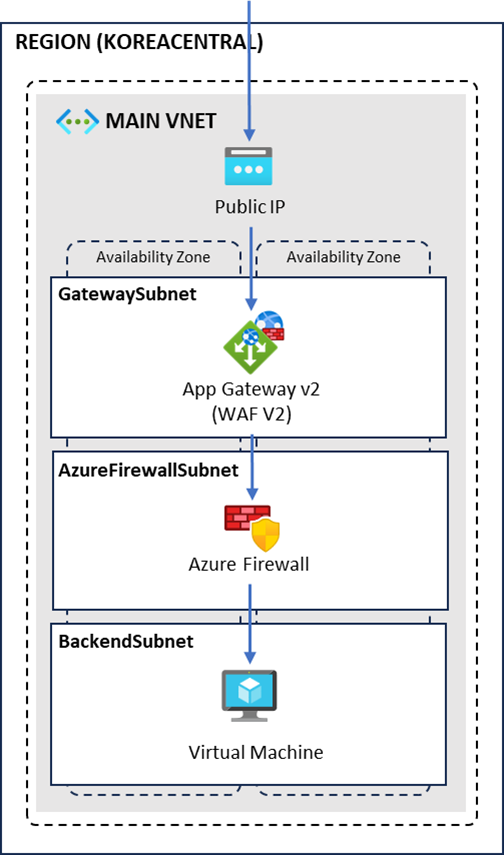 REGION (KOREACENTRAL)
MAIN VNET
Public IP
Availability Zone
Availability Zone
GatewaySubnet
App Gateway v2
(WAF V2)
AzureFirewallSubnet
Azure Firewall
BackendSubnet
Virtual Machine